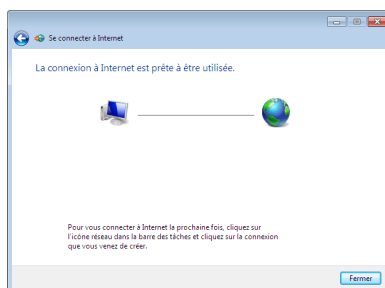 Se connecter à Internet
La connexion à Internet est prête à être utilisée.
Pour vous connecter à Internet la prochaine fois, cliquez sur
l'icône réseau dans la barre des tâches et cliquez sur la connexion
que vous venez de créer.
Fermer